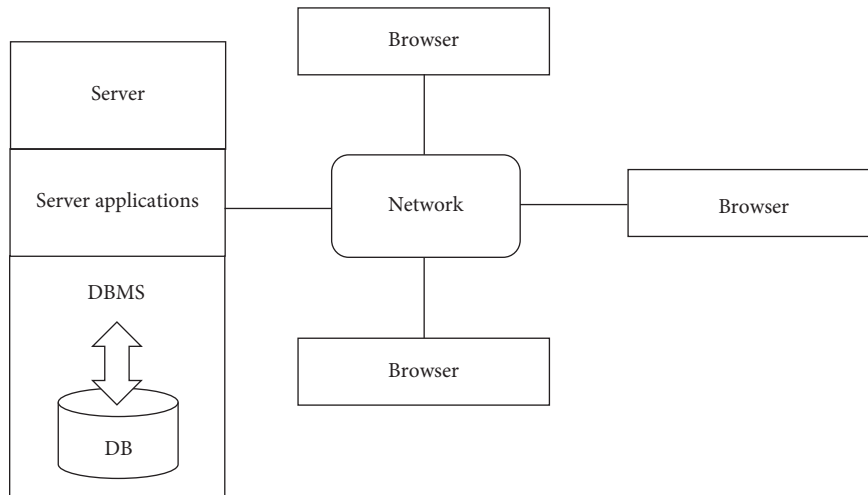 Browser
Server
Server applications
Network
Browser
DBMS
Browser
DB